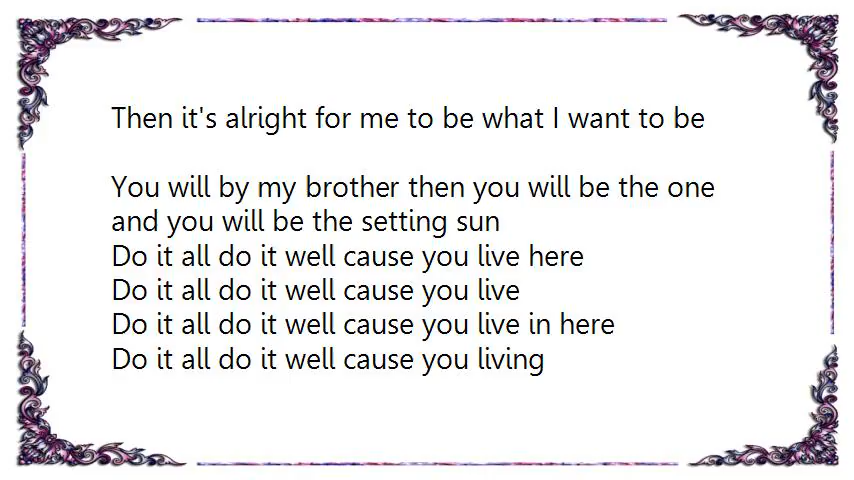 Then it's alright for me to be what I want to be
You will by my brother then you will be the one
and you will be the setting sun
Do it all do it well cause you live here
Do it all do it well cause you live
Do it all do it well cause you live in here
Do it all do it well cause you living